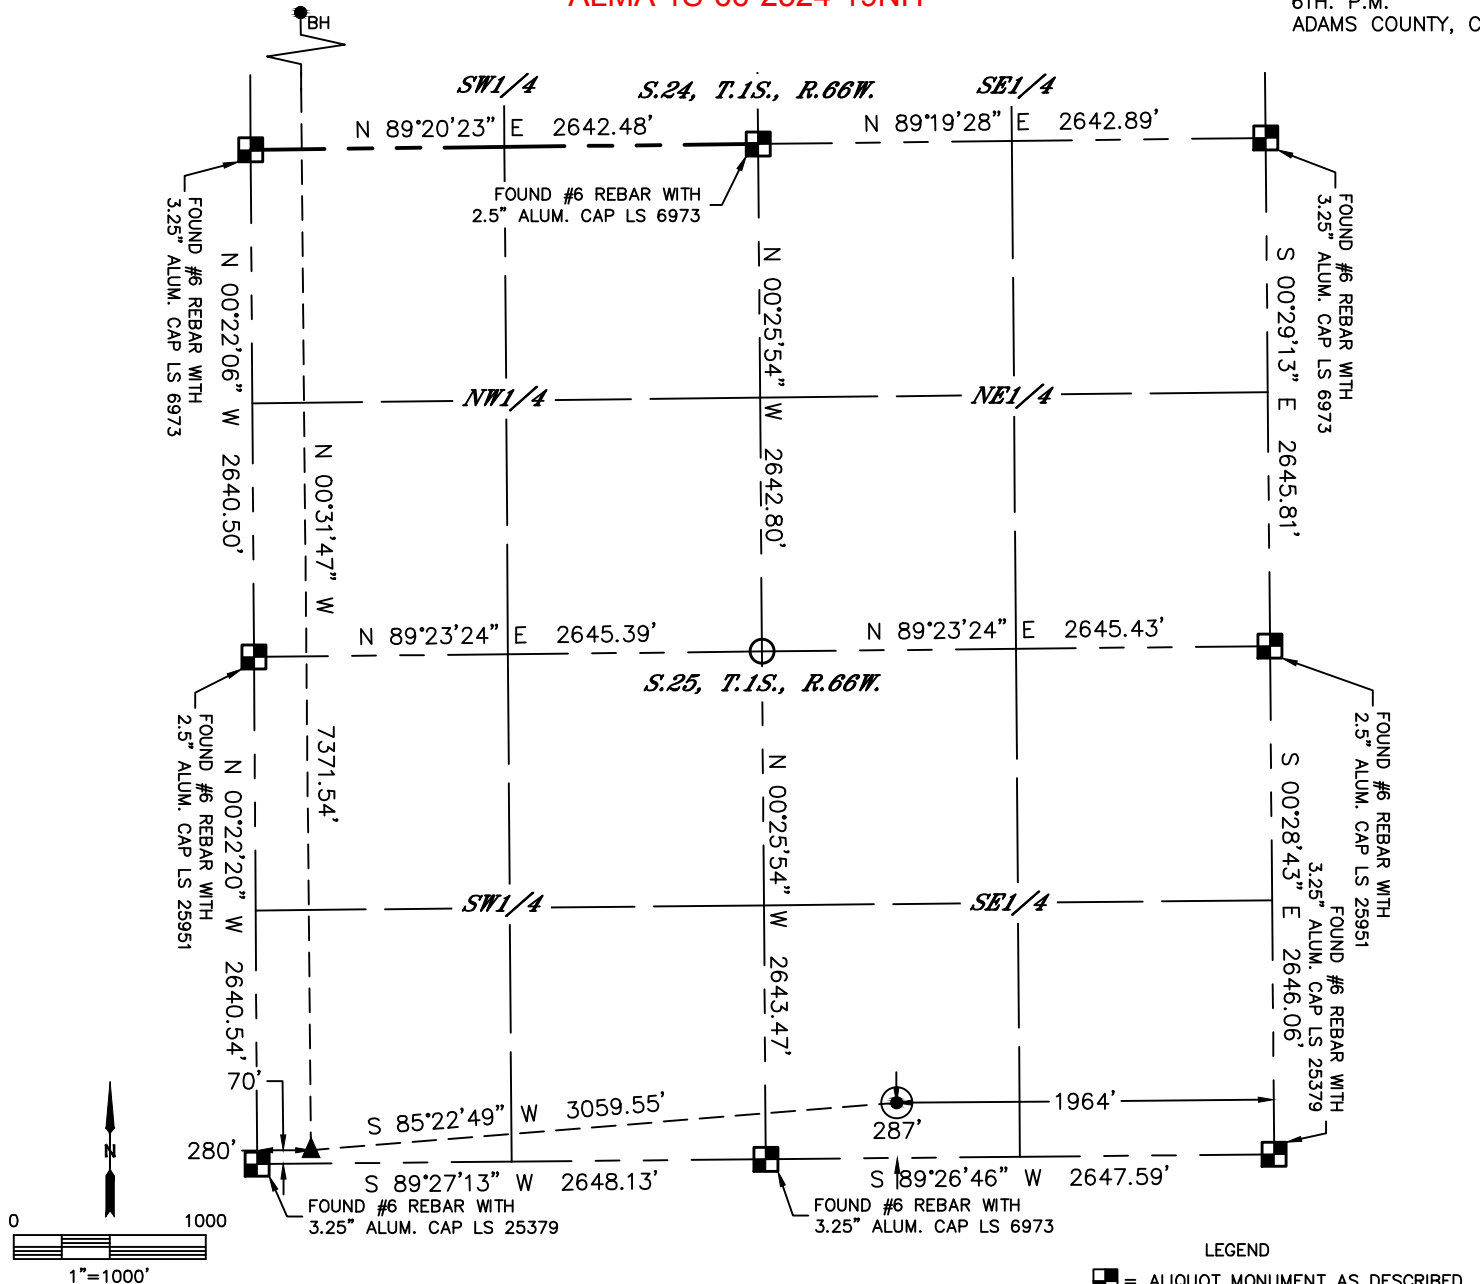 6TH. P.M.
ADAMS COUNTY, C
BH
SW1/4
S.24, T.1S., R.66W.
SE1/4
N 89°20'23" E 2642.48'
N 89°19'28" E 2642.89'
FOUND #6 REBAR WITH
2.5" ALUM. CAP LS 6973
FOUND #6 REBAR WITH
3.25" ALUM. CAP LS 6973
FOUND #6 REBAR WITH
3.25" ALUM. CAP LS 6973
N 00°22'06" W 2640.50'
N 00°25'54" W 2642.80'
S 00°29'13" E 2645.81'
NW1/4
NE1/4
N 00°31'47" W
7371.54'
N 89°23'24" E 2645.39'
N 89°23'24" E 2645.43'
S.25, T.1S., R.66W.
FOUND #6 REBAR WITH
2.5" ALUM. CAP LS 25951
FOUND #6 REBAR WITH
2.5" ALUM. CAP LS 25951
N 00°22'20" W 2640.54'
N 00°25'54" W 2643.47'
S 00°28'43" E 2646.06'
SW1/4
SE1/4
FOUND #6 REBAR WITH
3.25" ALUM. CAP LS 25379
70'
S 85°22'49" W 3059.55'
1964'
287'
280'
N
S 89°27'13" W 2648.13'
S 89°26'46" W 2647.59'
FOUND #6 REBAR WITH
3.25" ALUM. CAP LS 25379
FOUND #6 REBAR WITH
3.25" ALUM. CAP LS 6973
0 1000
1"=1000'
LEGEND
= ALIQUOT MONUMENT AS DESCRIBED